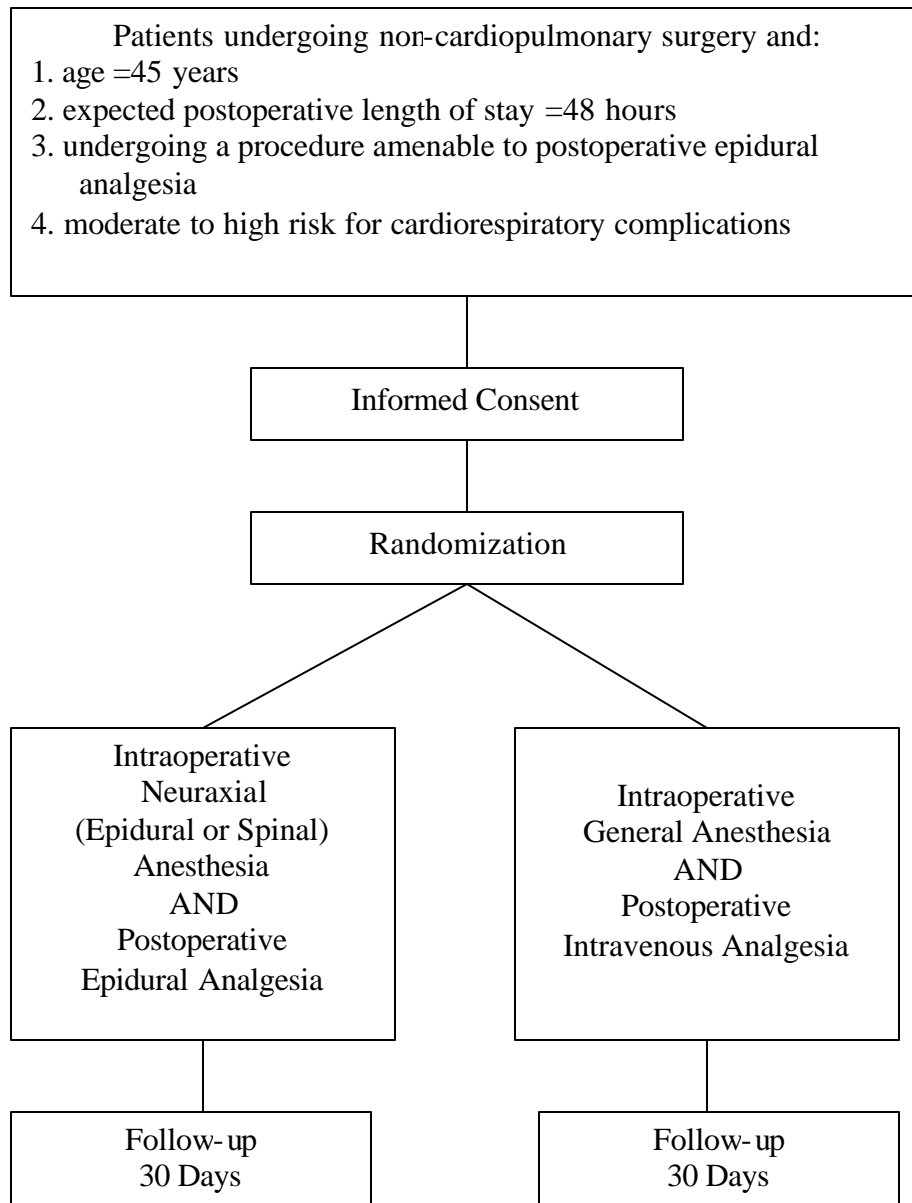 Patients undergoing non-cardiopulmonary surgery and:
1. age =45 years
2. expected postoperative length of stay =48 hours
3. undergoing a procedure amenable to postoperative epidural
analgesia
4. moderate to high risk for cardiorespiratory complications
Informed Consent
Randomization
Intraoperative
Neuraxial
(Epidural or Spinal)
Anesthesia
AND
Postoperative
Epidural Analgesia
Intraoperative
General Anesthesia
AND
Postoperative
Intravenous Analgesia
Follow-up
30 Days
Follow-up
30 Days